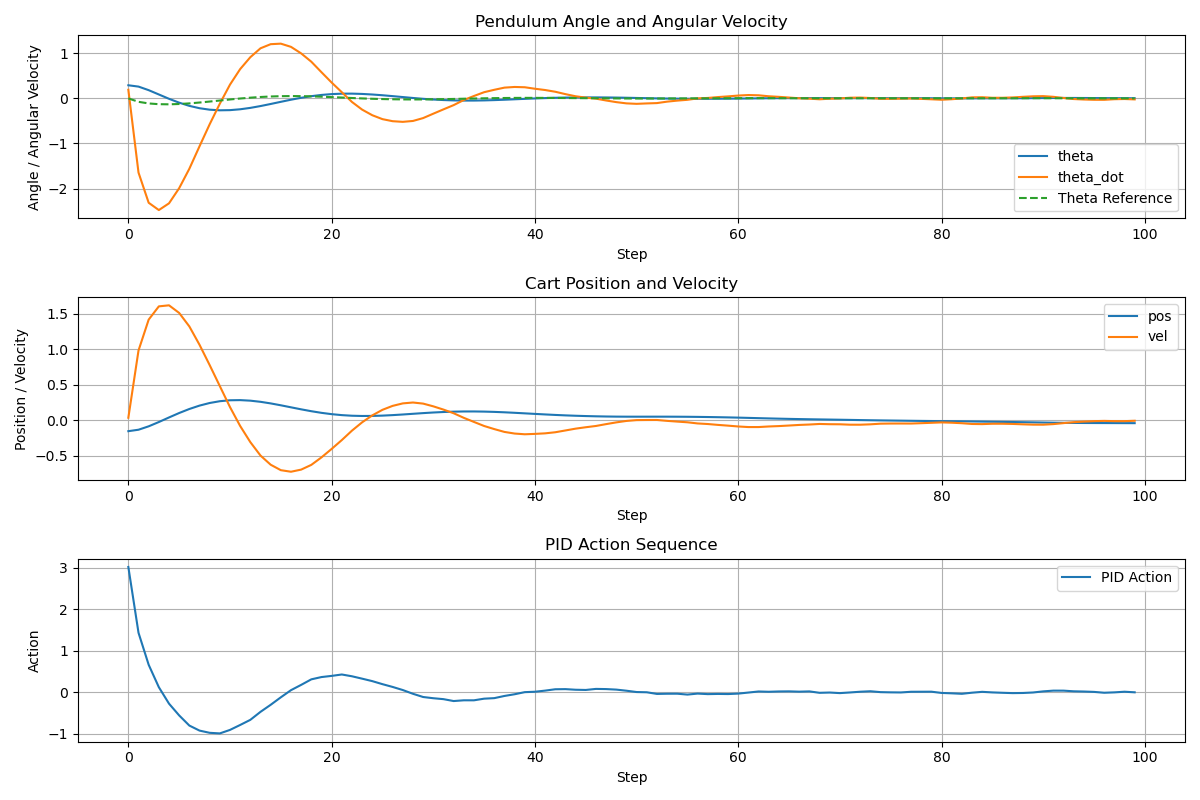 Pendulum Angle and Angular Velocity
Angle / Angular Velocity
1
0
−1
−2
theta
theta_dot
Theta Reference
0 20 40 60 80 100
Step
Cart Position and Velocity
Position / Velocity
1.5
1.0
0.5
0.0
−0.5
pos
vel
0 20 40 60 80 100
Step
PID Action Sequence
Action
3
2
1
0
−1
PID Action
0 20 40 60 80 100
Step